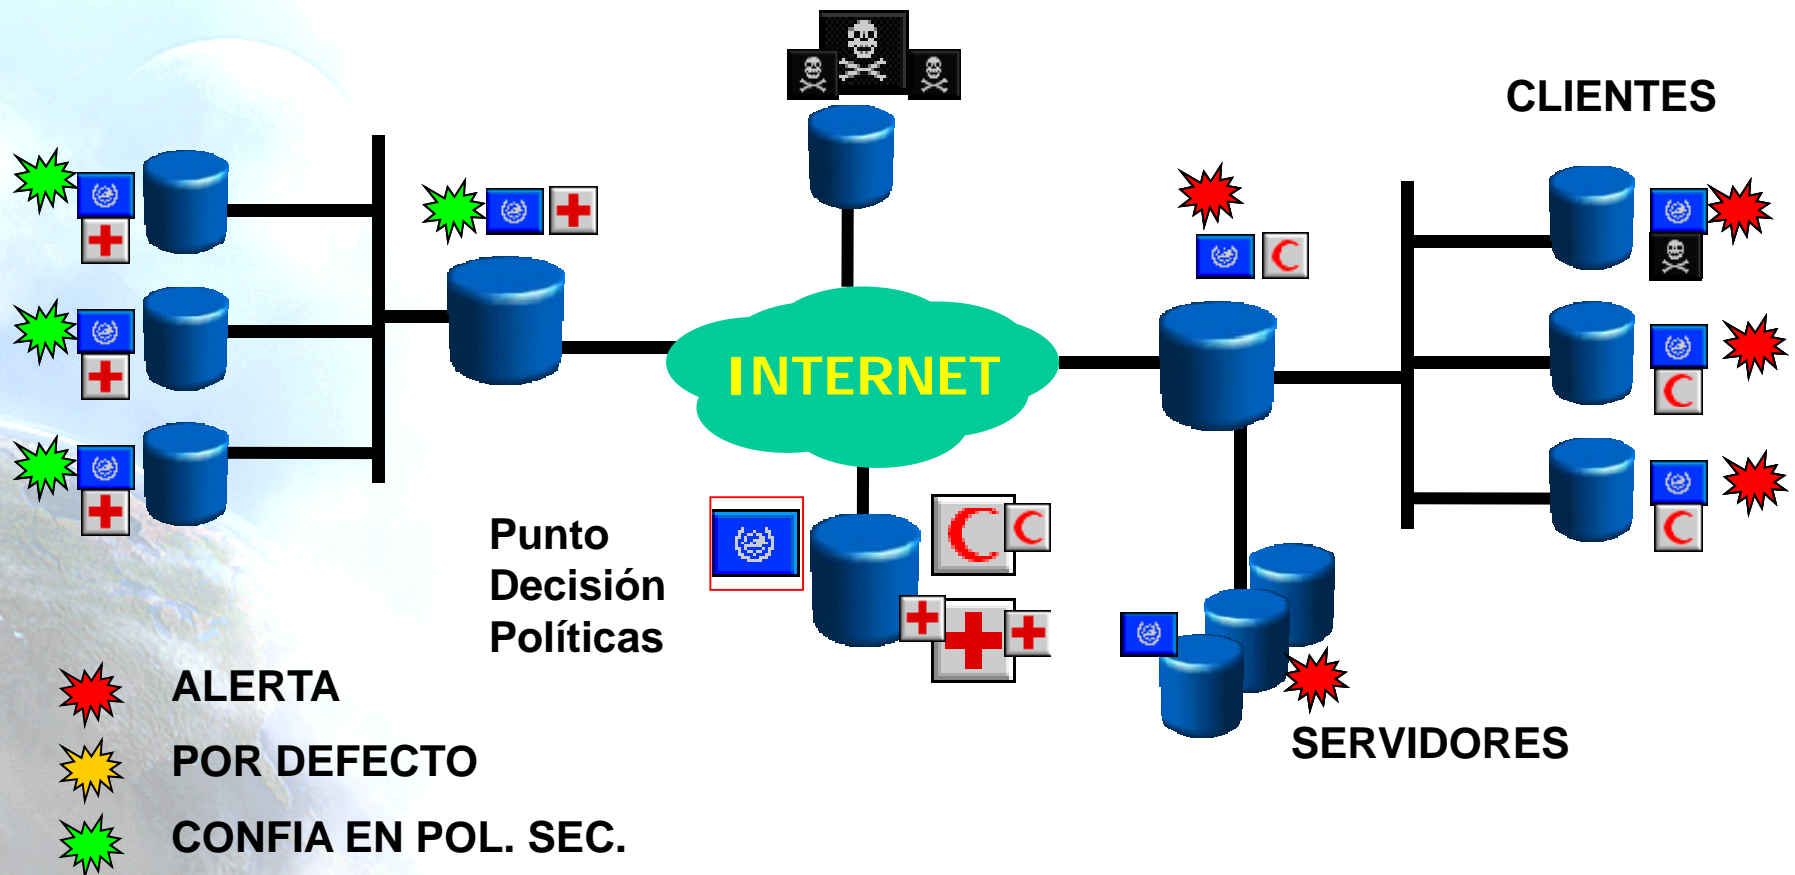 CLIENTES
INTERNET
Punto
Decisión
Políticas
ALERTA
POR DEFECTO
CONFIA EN POL. SEC.
SERVIDORES